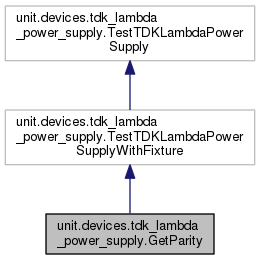 unit.devices.tdk_lambda
_power_supply.TestTDKLambdaPower
Supply
unit.devices.tdk_lambda
_power_supply.TestTDKLambdaPower
SupplyWithFixture
unit.devices.tdk_lambda
_power_supply.GetParity